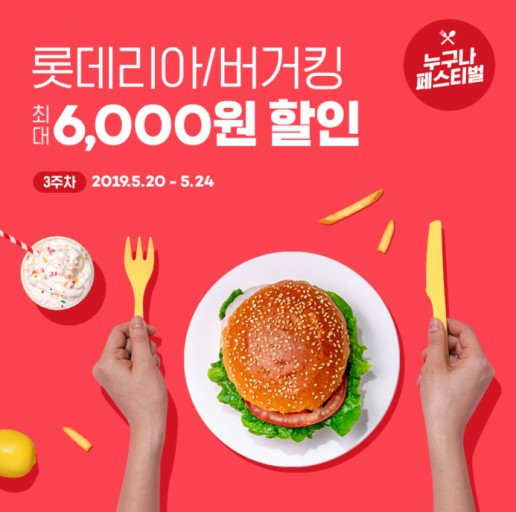 롯데리아/버거킹
최대 6,000원 할인
3주차 2019.5.20 - 5.24
누구나
페스티벌